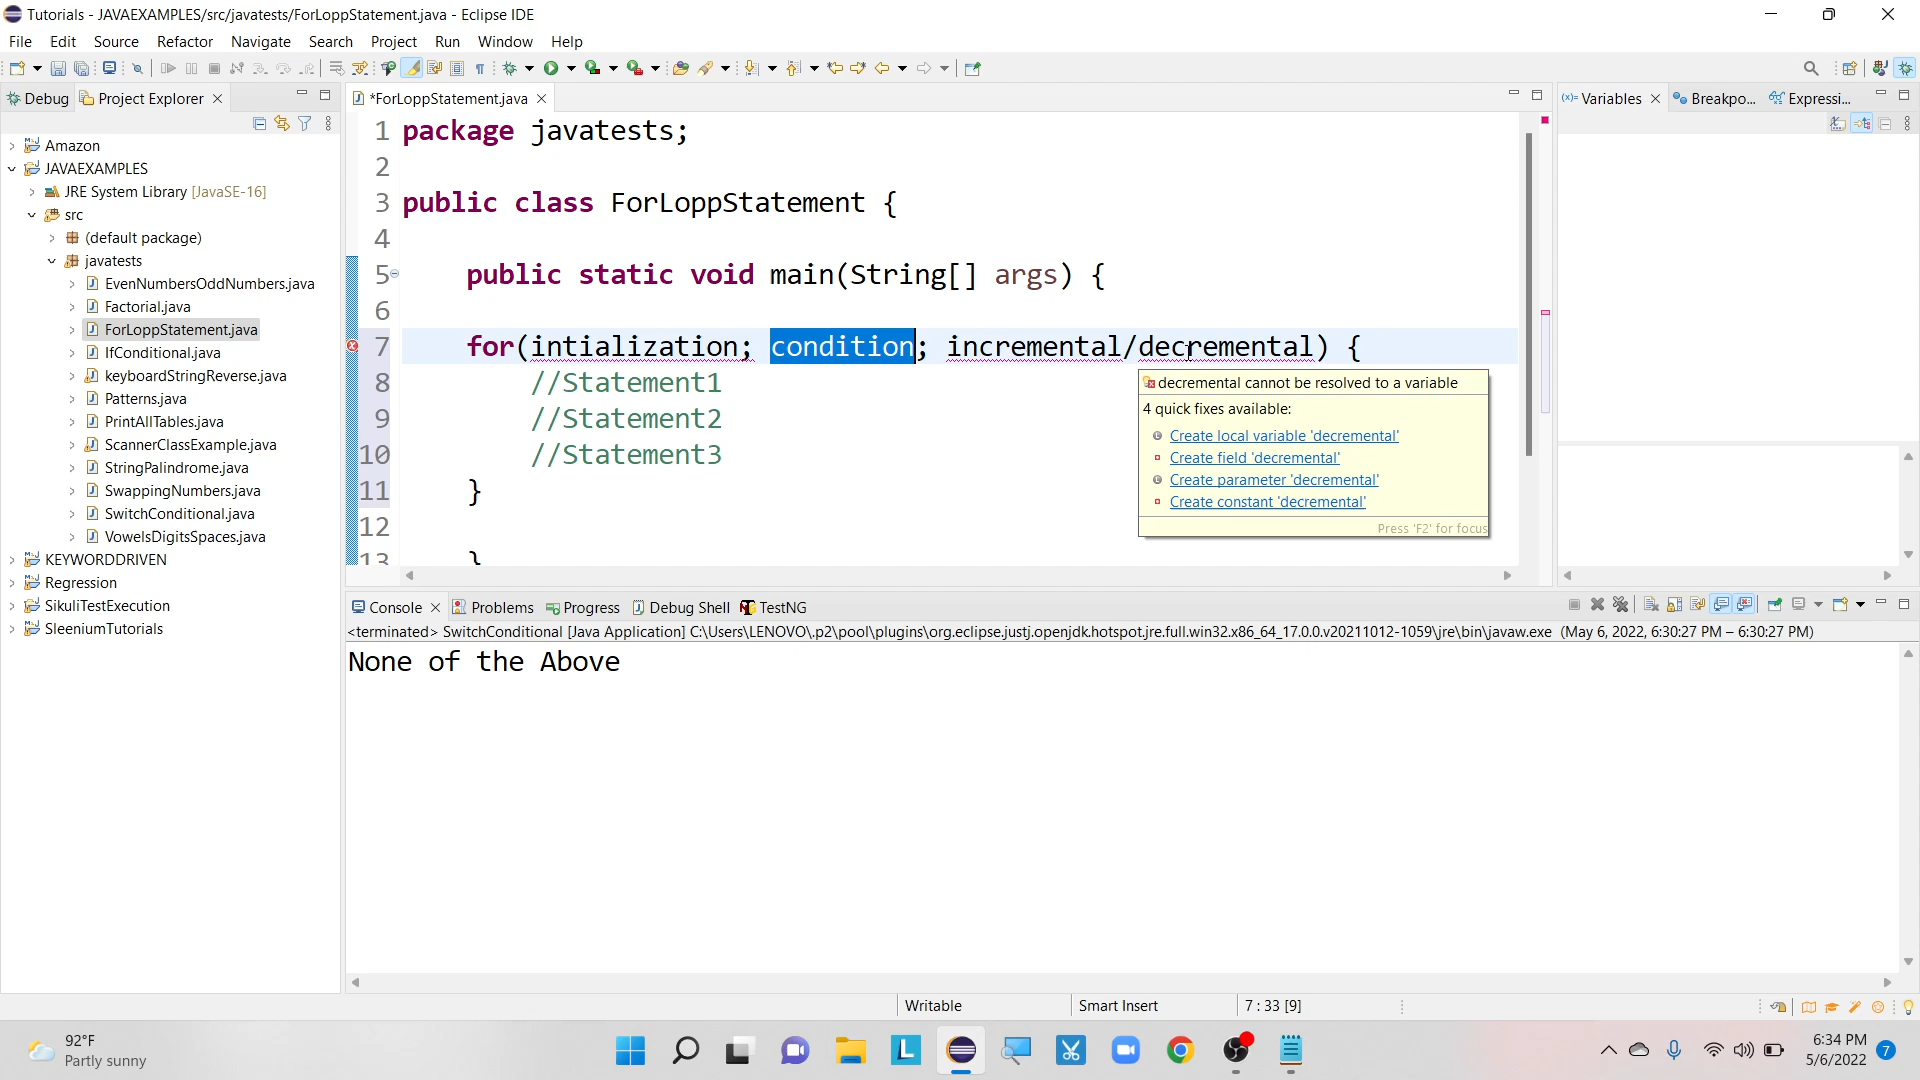 Tutorials - JAVAEXAMPLES/src/javatests/ForLoppStatement.java - Eclipse IDE
File Edit Source Refactor Navigate Search Project Run Window Help
Debug Project Explorer
Amazon
JAVAEXAMPLES
JRE System Library [JavaSE-16]
src
(default package)
javatests
EvenNumbersOddNumbers.java
Factorial.java
ForLoppStatement.java
IfConditional.java
keyboardStringReverse.java
Patterns.java
PrintAllTables.java
ScannerClassExample.java
StringPalindrome.java
SwappingNumbers.java
SwitchConditional.java
VowelsDigitsSpaces.java
KEYWORDDRIVEN
Regression
SikuliTestExecution
SleeniumTutorials
*ForLoppStatement.java
1 package javatests;
2
3 public class ForLoppStatement {
4
5 public static void main(String[] args) {
6
7 for(intialization; condition; incremental/decremental) {
8 //Statement1
9 //Statement2
10 //Statement3
11 }
12
13 }
decremental cannot be resolved to a variable
4 quick fixes available:
Create local variable 'decremental'
Create field 'decremental'
Create parameter 'decremental'
Create constant 'decremental'
Press 'F2' for focus
(x)= Variables Breakpo... Expressi...
Console Problems Progress Debug Shell TestNG
<terminated> SwitchConditional [Java Application] C:\Users\LENOVO\.p2\pool\plugins\org.eclipse.justj.openjdk.hotspot.jre.full.win32.x86_64_17.0.0.v20211012-1059\jre\bin\javaw.exe (May 6, 2022, 6:30:27 PM – 6:30:27 PM)
None of the Above
Writable Smart Insert 7 : 33 [9]
92°F
Partly sunny
6:34 PM
5/6/2022
7